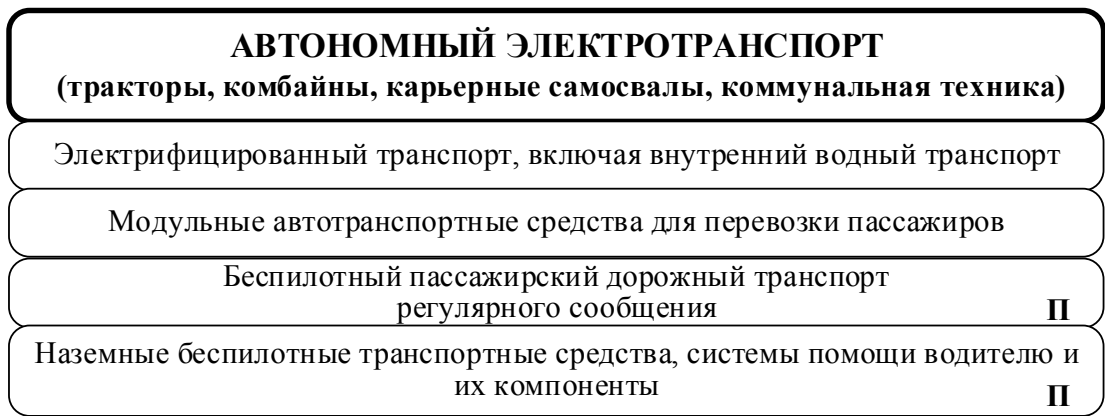 АВТОНОМНЫЙ ЭЛЕКТРОТРАНСПОРТ
(тракторы, комбайны, карьерные самосвалы, коммунальная техника)
Электрифицированный транспорт, включая внутренний водный транспорт
Модульные автотранспортные средства для перевозки пассажиров
Беспилотный пассажирский дорожный транспорт
регулярного сообщения
П
Наземные беспилотные транспортные средства, системы помощи водителю и
их компоненты
П